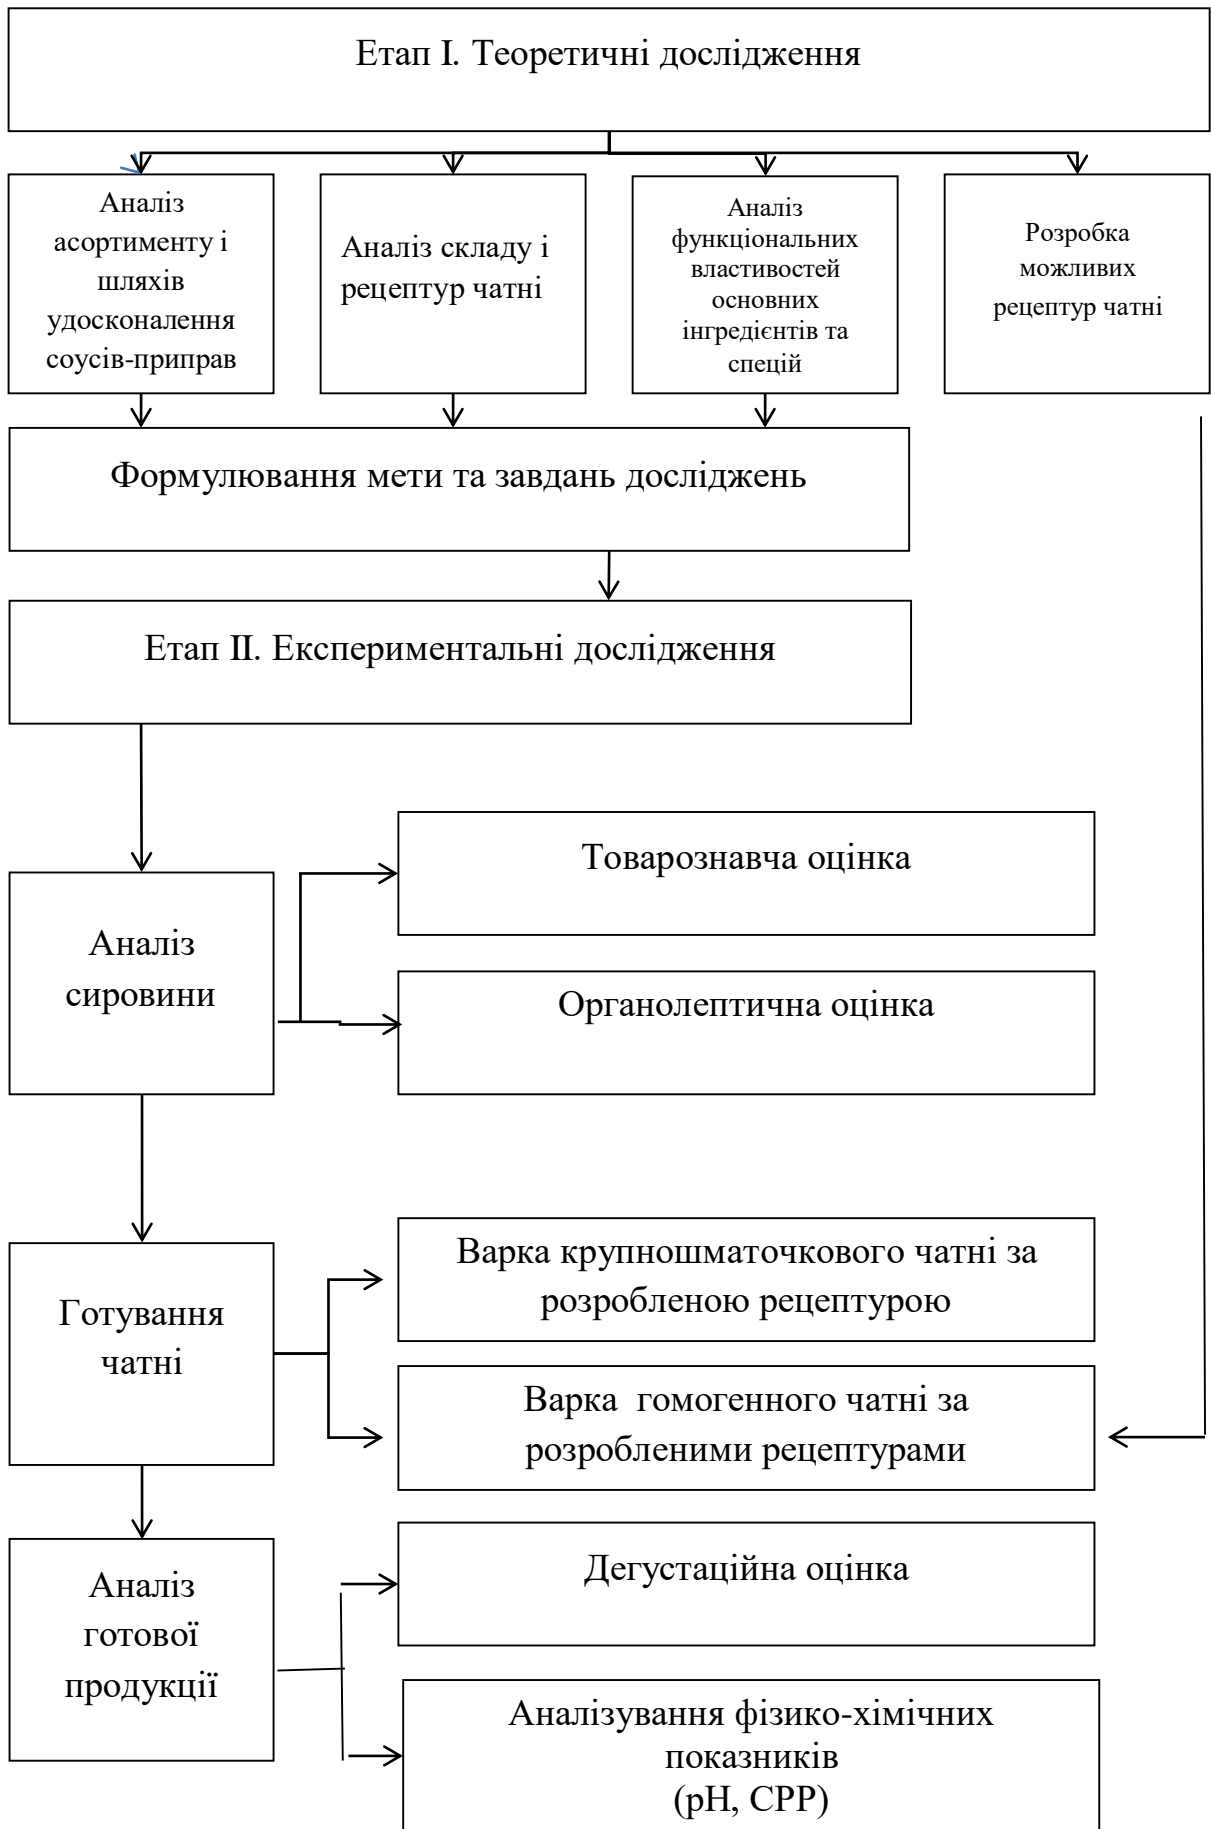 Етап І. Теоретичні дослідження
Аналіз
асортименту і
шляхів
удосконалення
соусів-приправ
Аналіз складу і
рецептур чатні
Аналіз
функціональних
властивостей
основних
інгредієнтів та
спецій
Розробка
можливих
рецептур чатні
Формулювання мети та завдань досліджень
Етап ІІ. Експериментальні дослідження
Аналіз
сировини
Товарознавча оцінка
Органолептична оцінка
Готування
чатні
Варка крупношматочкового чатні за
розробленою рецептурою
Варка гомогенного чатні за
розробленими рецептурами
Аналіз
готової
продукції
Дегустаційна оцінка
Аналізування фізико-хімічних
показників
(рН, СРР)